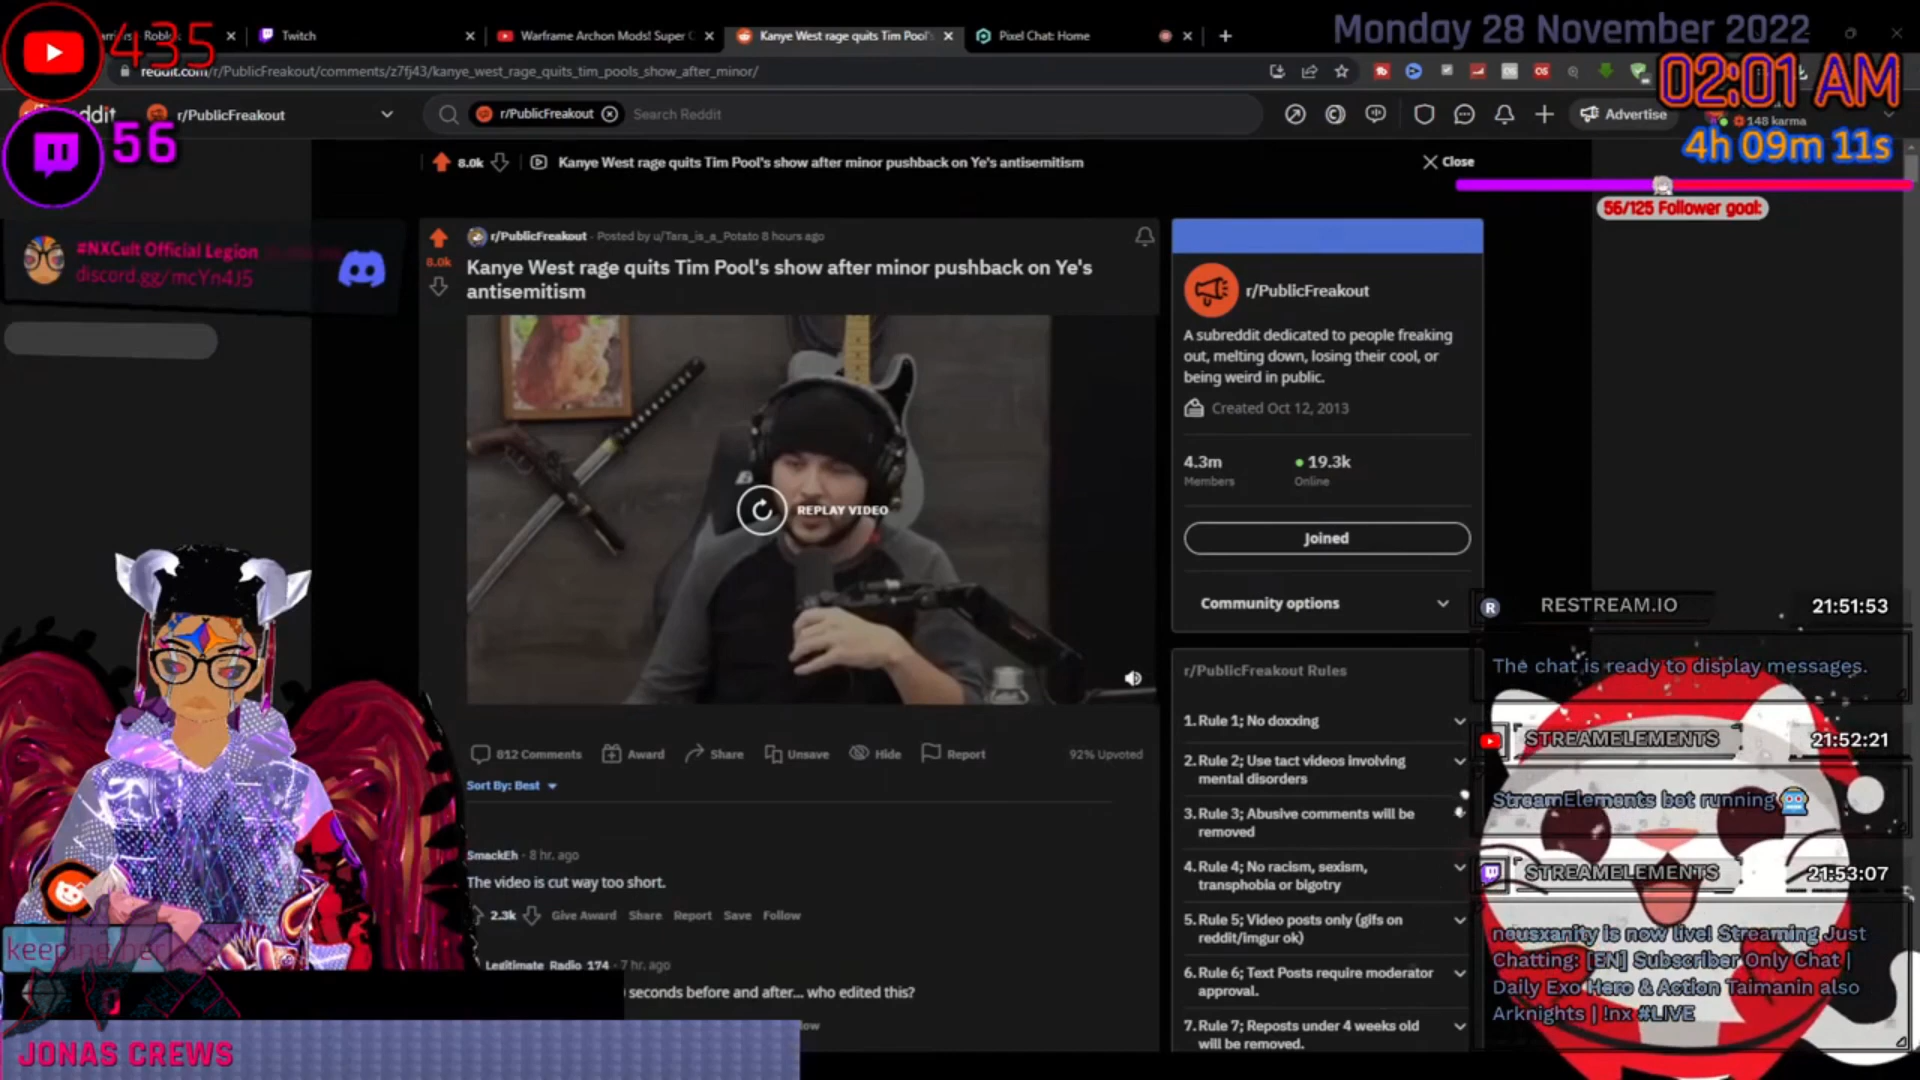 435
Twitch
Warframe Archon Mods! Super
Kanye West rage quits Tim Pool's
Pixel Chat: Home
Monday 28 November 2022
reddit.com/r/PublicFreakout/comments/z7fj43/kanye_west_rage_quits_tim_pools_show_after_minor/
02:01 AM
56
r/PublicFreakout
r/PublicFreakout
Search Reddit
Advertise
148 karma
4h 09m 11s
8.0k
Kanye West rage quits Tim Pool's show after minor pushback on Ye's antisemitism
Close
56/125 Follower goal:
#NXCult Official Legion
discord.gg/mcYn4J5
8.0k
r/PublicFreakout · Posted by u/Tara_is_a_Potato 8 hours ago
Kanye West rage quits Tim Pool's show after minor pushback on Ye's
antisemitism
REPLAY VIDEO
812 Comments
Award
Share
Unsave
Hide
Report
92% Upvoted
Sort By: Best
SmackEh · 8 hr. ago
The video is cut way too short.
2.3k
Give Award
Share
Report
Save
Follow
Legitimate_Radio_174 · 7 hr. ago
seconds before and after... who edited this?
r/PublicFreakout
A subreddit dedicated to people freaking
out, melting down, losing their cool, or
being weird in public.
Created Oct 12, 2013
4.3m
Members
19.3k
Online
Joined
Community options
r/PublicFreakout Rules
1. Rule 1; No doxxing
2. Rule 2; Use tact videos involving
mental disorders
3. Rule 3; Abusive comments will be
removed
4. Rule 4; No racism, sexism,
transphobia or bigotry
5. Rule 5; Video posts only (gifs on
reddit/imgur ok)
6. Rule 6; Text Posts require moderator
approval.
7. Rule 7; Reposts under 4 weeks old
will be removed.
R
RESTREAM.IO
21:51:53
The chat is ready to display messages.
STREAMELEMENTS
21:52:21
StreamElements bot running
STREAMELEMENTS
21:53:07
neusxanity is now live! Streaming Just
Chatting: [EN] Subscriber Only Chat |
Daily Exo Hero & Action Taimanin also
Arknights | !nx #LIVE
keeping her
JONAS CREWS